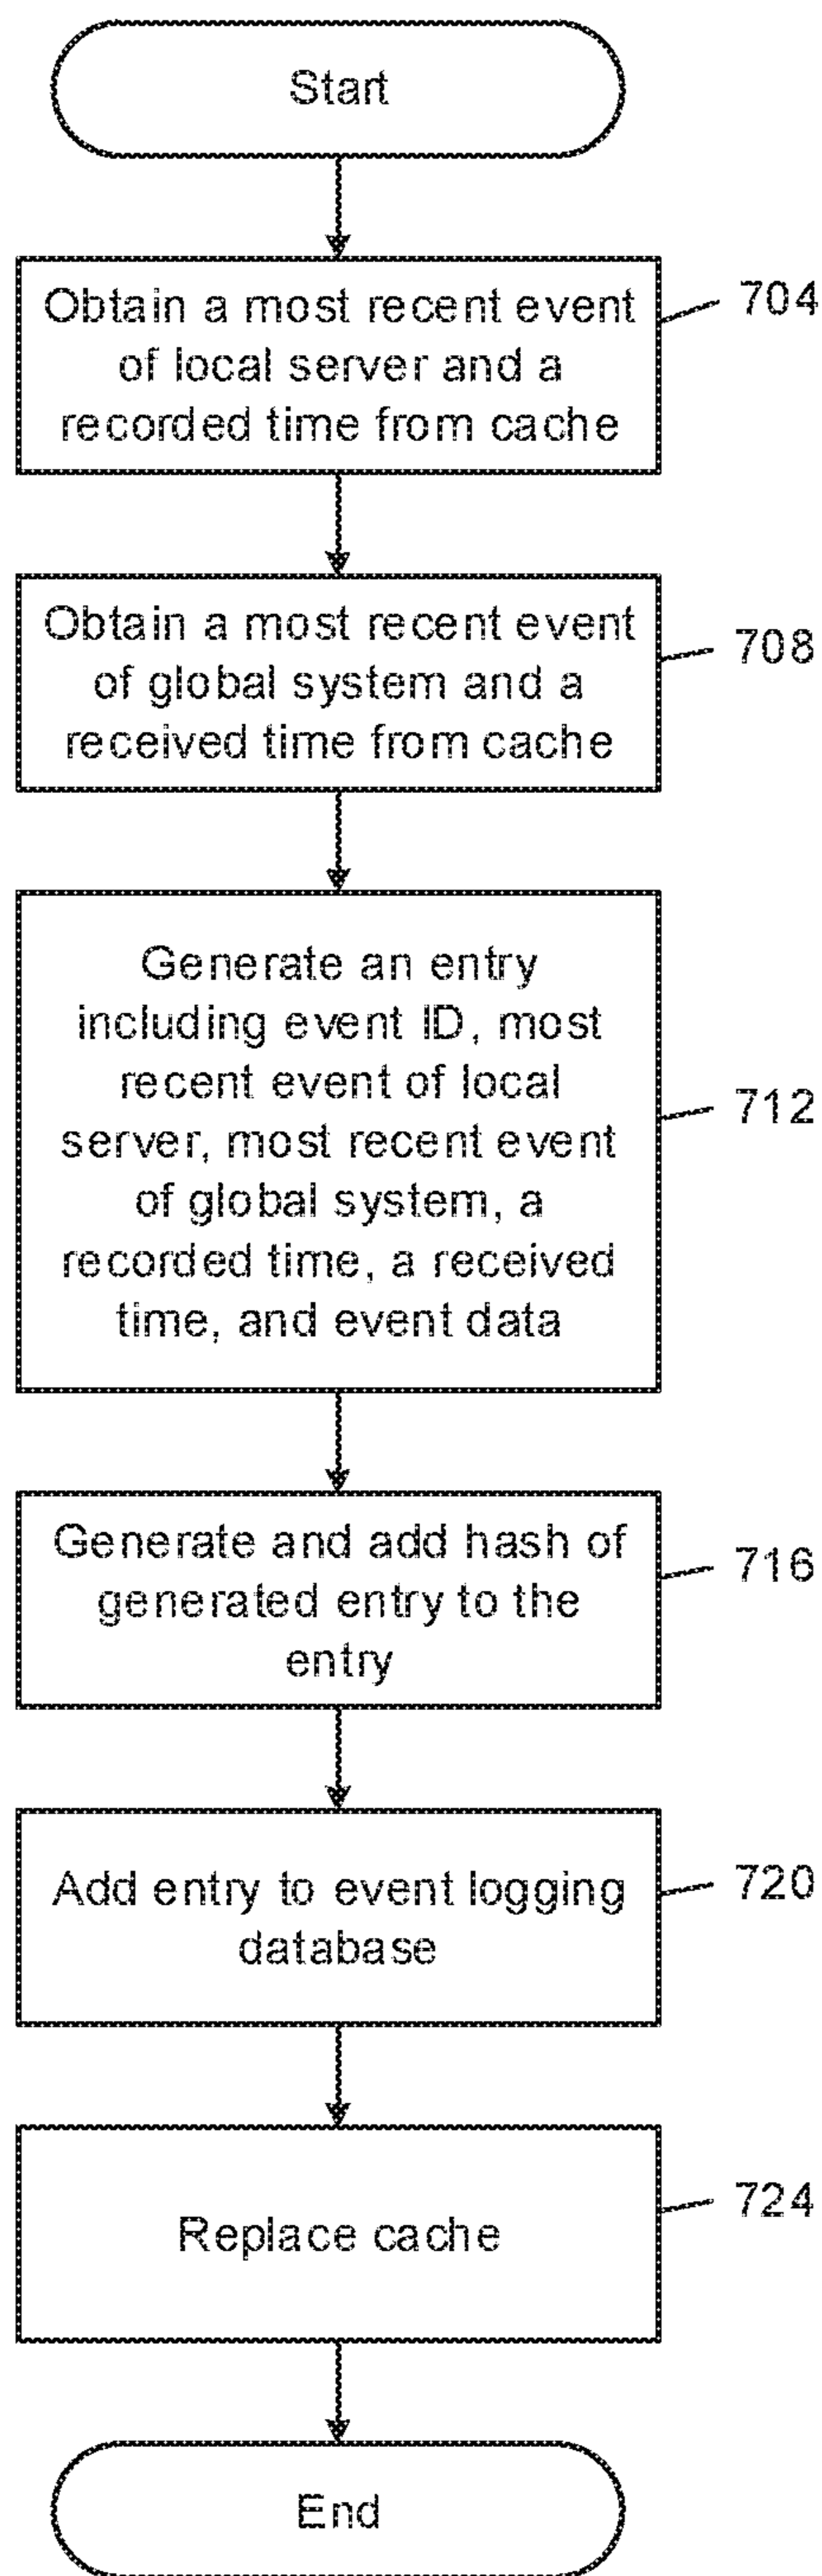 Start
Obtain a most recent event
of local server and a
recorded time from cache
704
Obtain a most recent event
of global system and a
received time from cache
708
Generate an entry
including event ID, most
recent event of local
server, most recent event
of global system, a
recorded time, a received
time, and event data
712
Generate and add hash of
generated entry to the
entry
716
Add entry to event logging
database
720
Replace cache
724
End